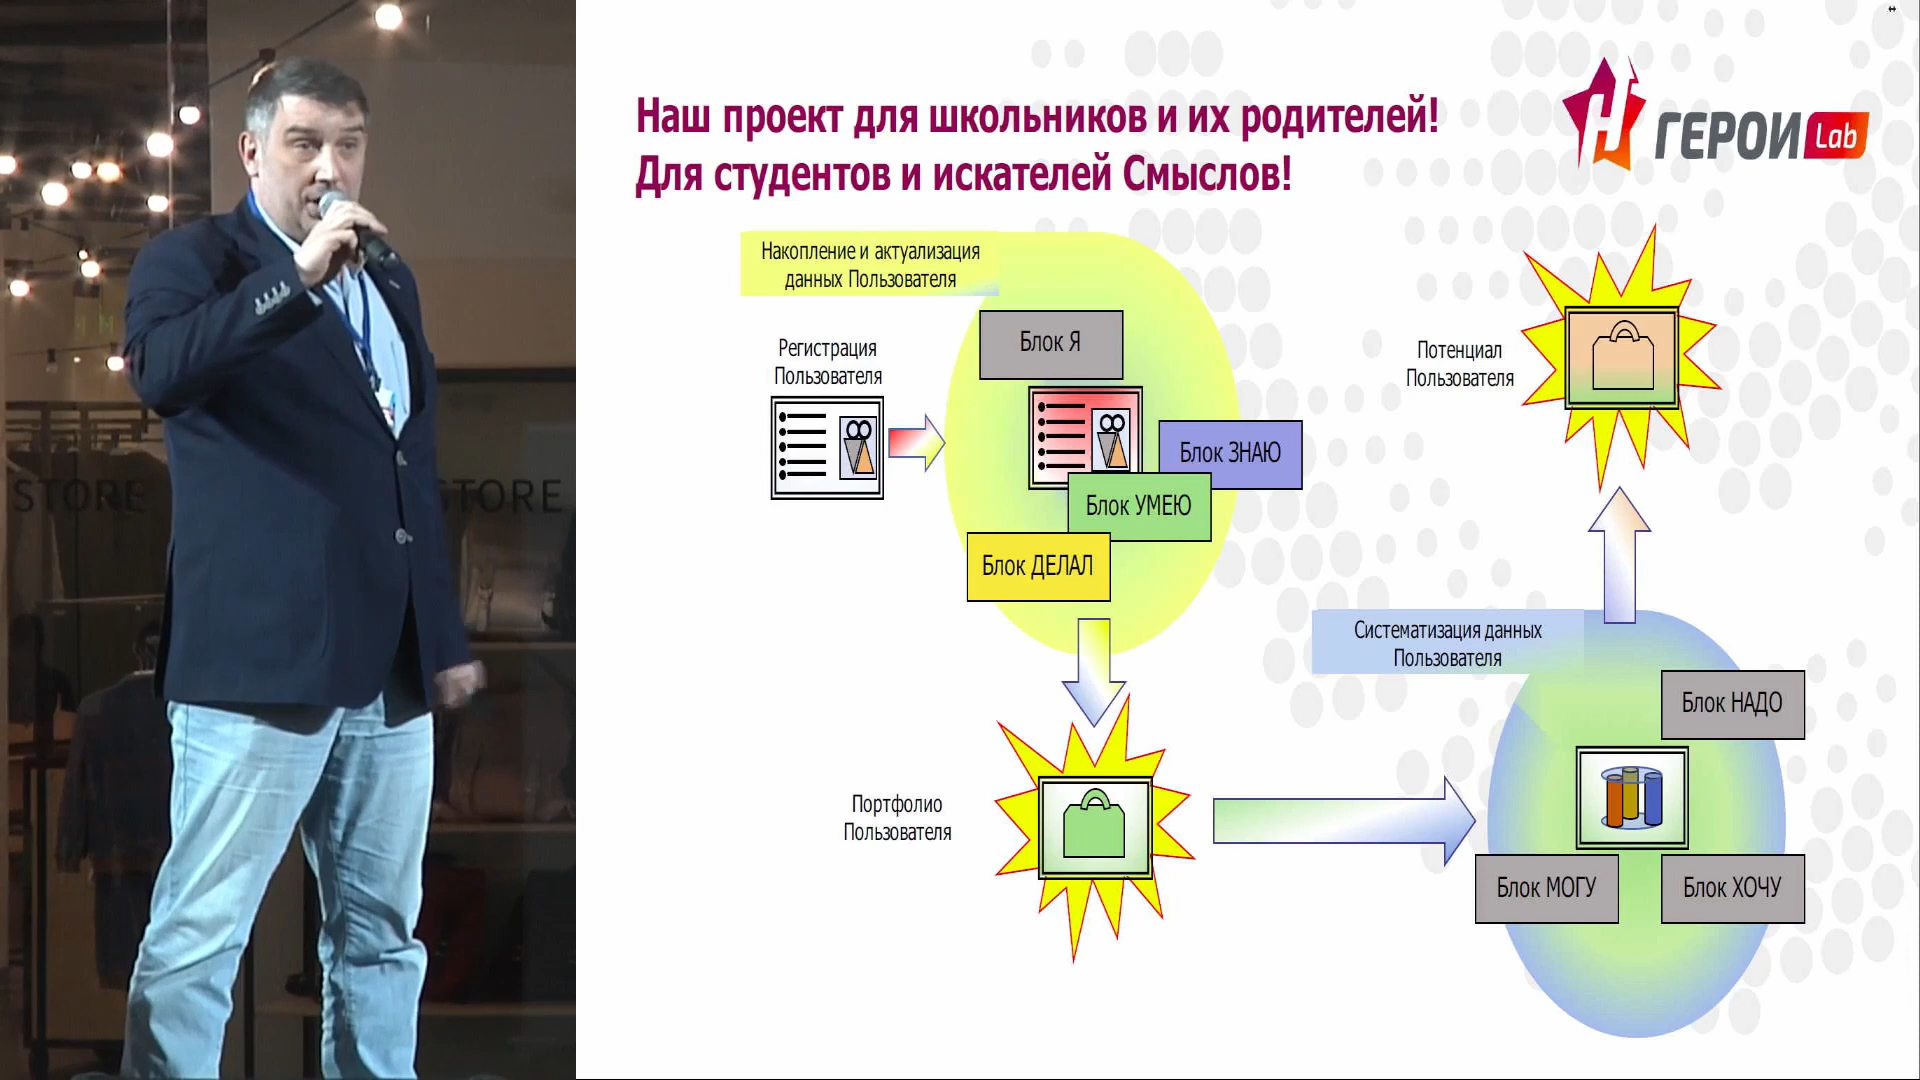 Наш проект для школьников и их родителей!
Для студентов и искателей Смыслов!
ГЕРОИ Lab
Накопление и актуализация
данных Пользователя
Блок Я
Регистрация
Пользователя
Блок ЗНАЮ
Блок УМЕЮ
Блок ДЕЛАЛ
Потенциал
Пользователя
Систематизация данных
Пользователя
Блок НАДО
Портфолио
Пользователя
Блок МОГУ
Блок ХОЧУ
STORE
STORE